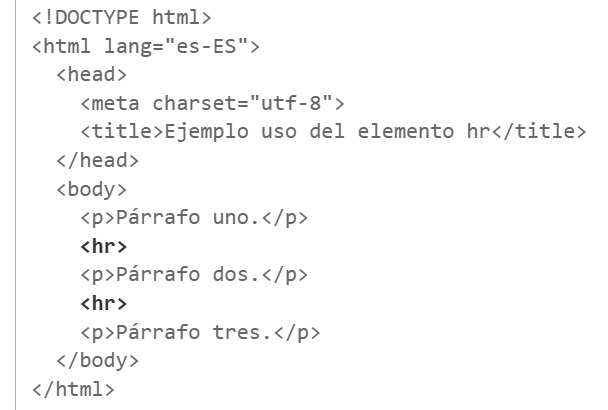 <!DOCTYPE html>
<html lang="es-ES">
  <head>
    <meta charset="utf-8">
    <title>Ejemplo uso del elemento hr</title>
  </head>
  <body>
    <p>Párrafo uno.</p>
    <hr>
    <p>Párrafo dos.</p>
    <hr>
    <p>Párrafo tres.</p>
  </body>
</html>